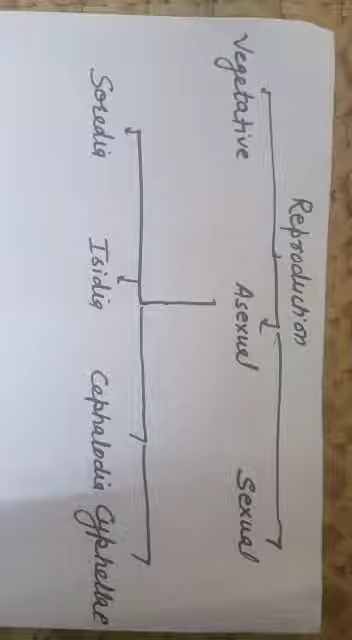 Reproduction
Vegetative Asexual Sexual
Soredia Isidia Cephalodia Cyphellae